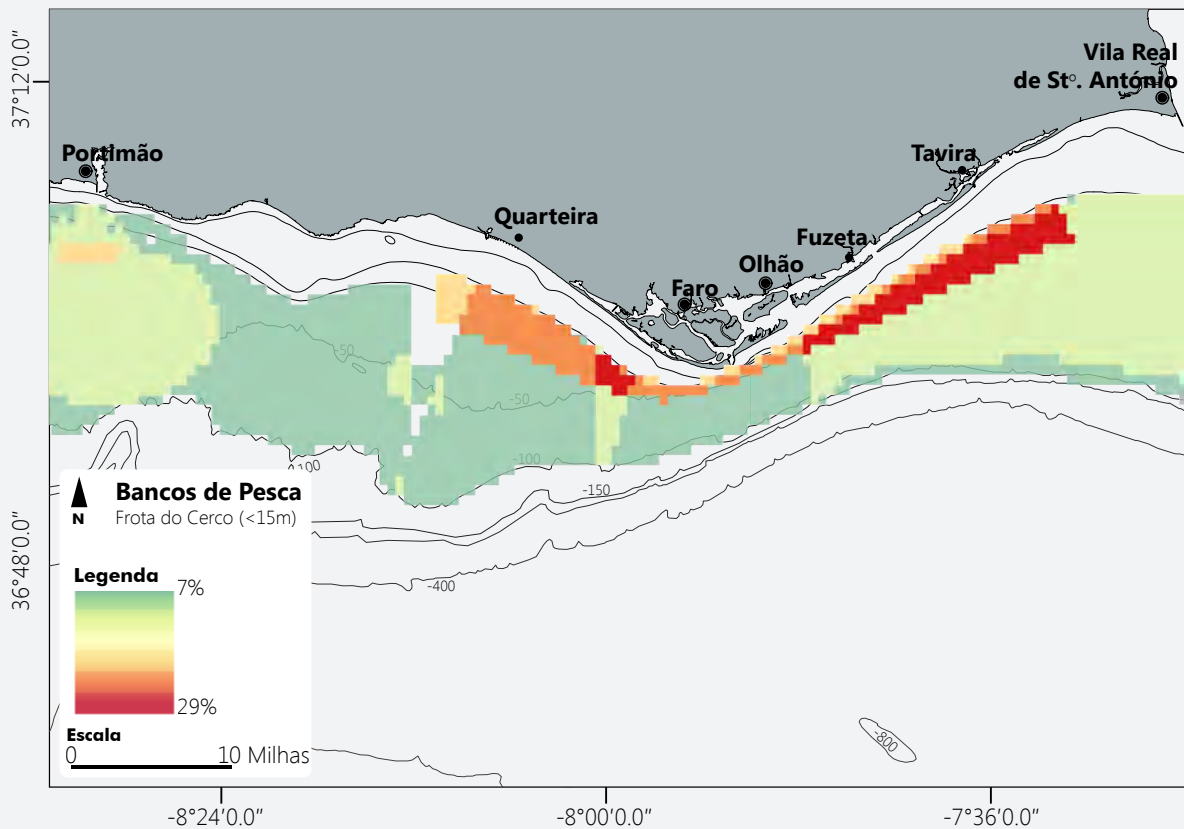 37°12'0.0"
Vila Real
de St°. António
Portimão
Tavira
Quarteira
Fuzeta
Olhão
Faro
-50
-50
-100
-100
-150
-400
-800
36°48'0.0"
N
Bancos de Pesca
Frota do Cerco (<15m)
Legenda
7%
29%
Escala
0 10 Milhas
-8°24'0.0" -8°00'0.0" -7°36'0.0"